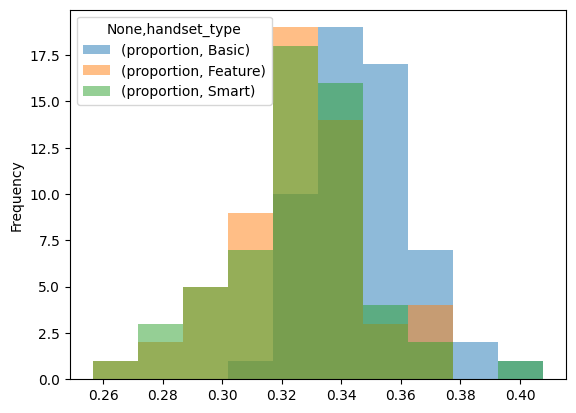 None,handset_type
(proportion, Basic)
(proportion, Feature)
(proportion, Smart)
Frequency
17.5
15.0
12.5
10.0
7.5
5.0
2.5
0.0
0.26 0.28 0.30 0.32 0.34 0.36 0.38 0.40